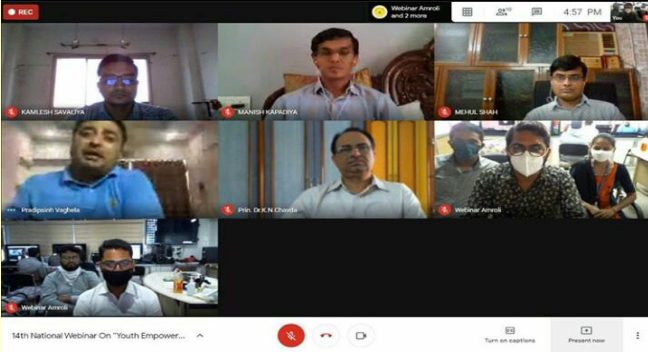 REC
Webinar Amroli
and 2 more
4:57 PM
You
KAMLESH SAVALIYA
MANISH KAPADIYA
MEHUL SHAH
Pradipsinh Vaghela
Prin. Dr.K.N.Chavda
Webinar Amroli
Webinar Amroli
14th National Webinar On "Youth Empower...
Turn on captions
Present now